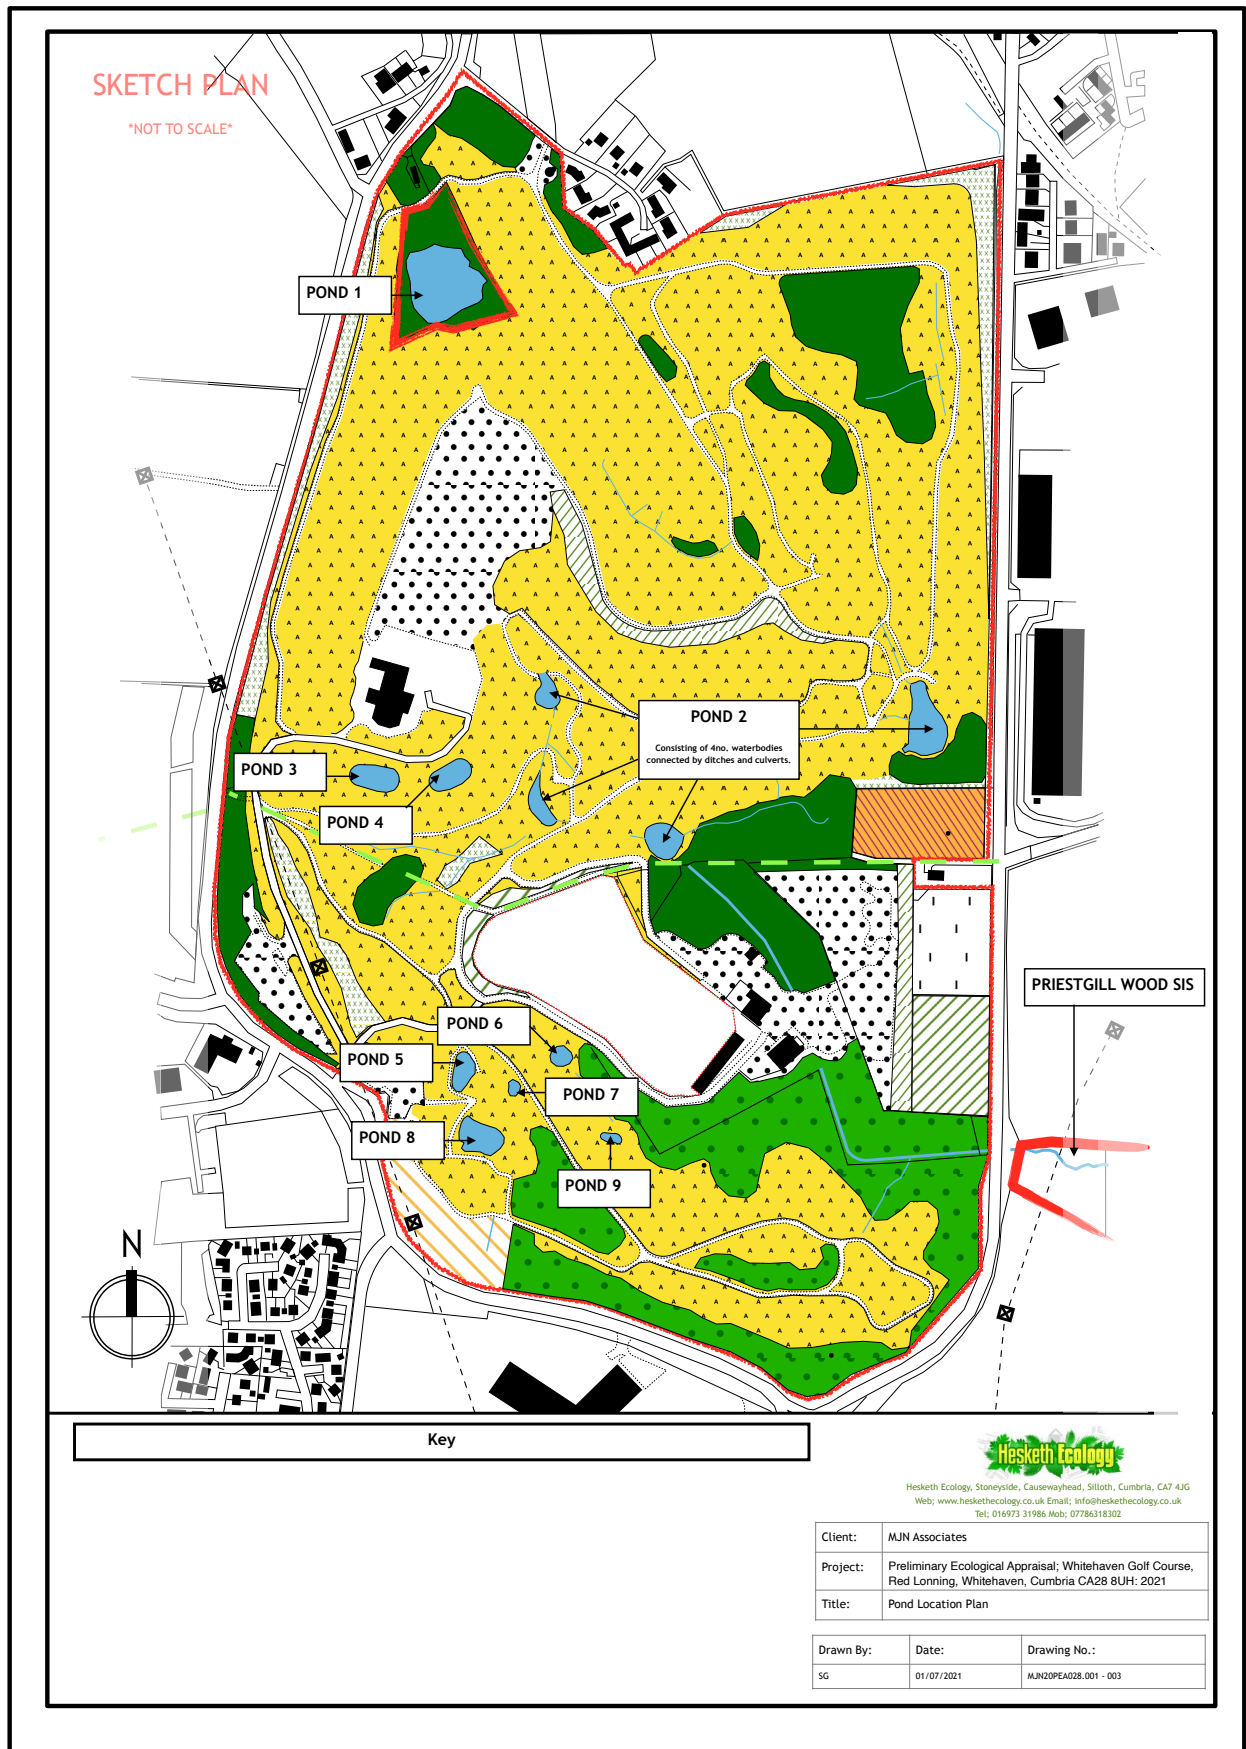 SKETCH PLAN
*NOT TO SCALE*
POND 1
POND 2
Consisting of 4no. waterbodies
connected by ditches and culverts.
POND 3
POND 4
PRIESTGILL WOOD SIS
POND 6
POND 5
POND 7
POND 8
POND 9
N
Key
Hesketh Ecology
Hesketh Ecology, Stoneyside, Causewayhead, Silloth, Cumbria, CA7 4JG
Web; www.heskethecology.co.uk Email; info@heskethecology.co.uk
Tel; 016973 31986 Mob; 07786318302
Client: MJN Associates
Project: Preliminary Ecological Appraisal; Whitehaven Golf Course,
Red Lonning, Whitehaven, Cumbria CA28 8UH: 2021
Title: Pond Location Plan
Drawn By: Date: Drawing No.:
SG 01/07/2021 MJN20PEA028.001 - 003